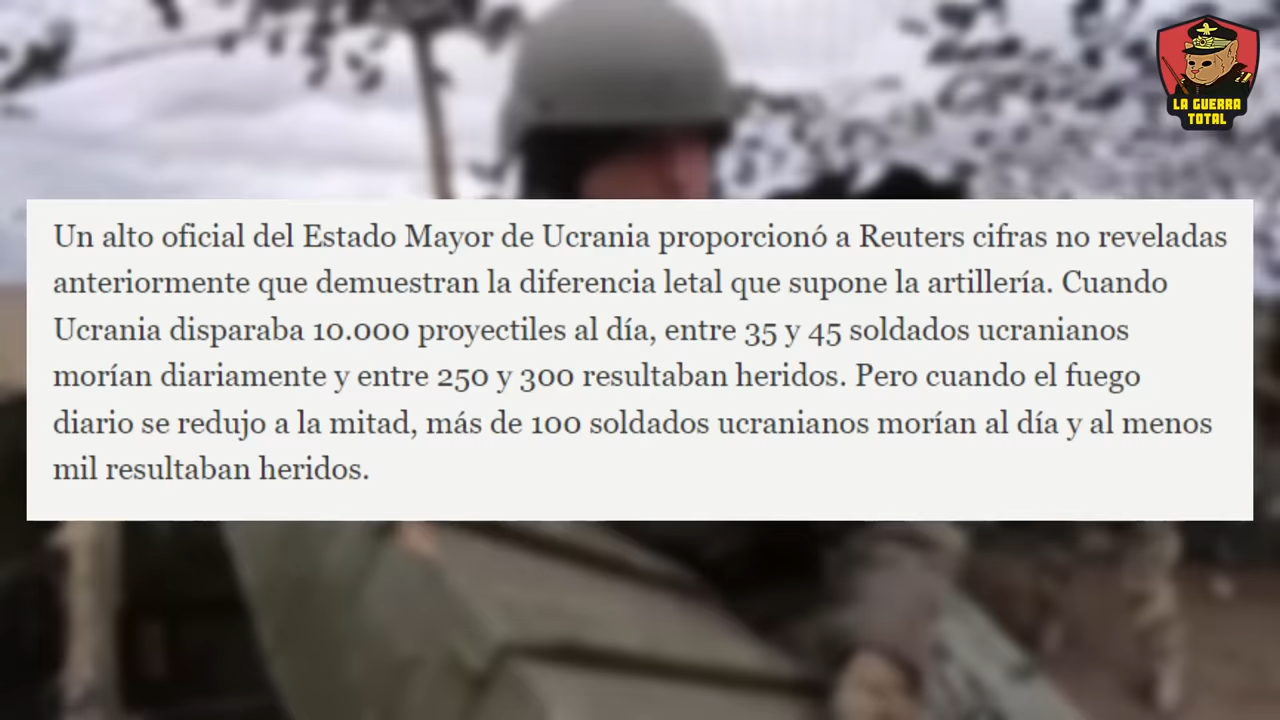 LA GUERRA
TOTAL
Un alto oficial del Estado Mayor de Ucrania proporcionó a Reuters cifras no reveladas
anteriormente que demuestran la diferencia letal que supone la artillería. Cuando
Ucrania disparaba 10.000 proyectiles al día, entre 35 y 45 soldados ucranianos
morían diariamente y entre 250 y 300 resultaban heridos. Pero cuando el fuego
diario se redujo a la mitad, más de 100 soldados ucranianos morían al día y al menos
mil resultaban heridos.